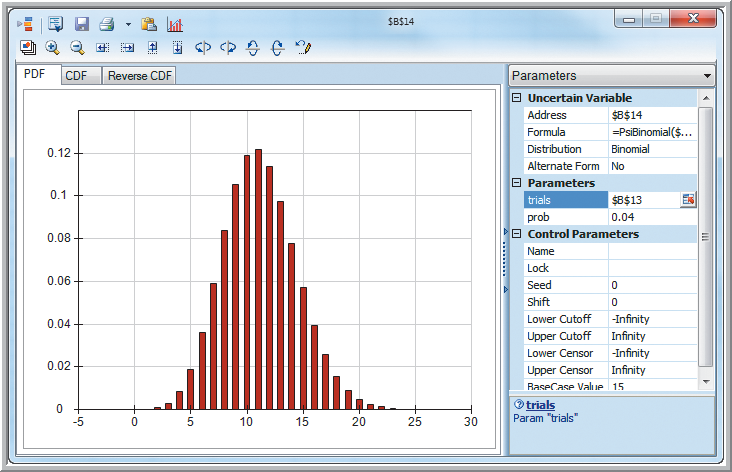 $B$14
PDF CDF Reverse CDF
0.12
0.1
0.08
0.06
0.04
0.02
0
-5 0 5 10 15 20 25 30
Parameters
Uncertain Variable
Address $B$14
Formula =PsiBinomial($...
Distribution Binomial
Alternate Form No
Parameters
trials $B$13
prob 0.04
Control Parameters
Name
Lock
Seed 0
Shift 0
Lower Cutoff -Infinity
Upper Cutoff Infinity
Lower Censor -Infinity
Upper Censor Infinity
BaseCase Value 15
trials
Param "trials"